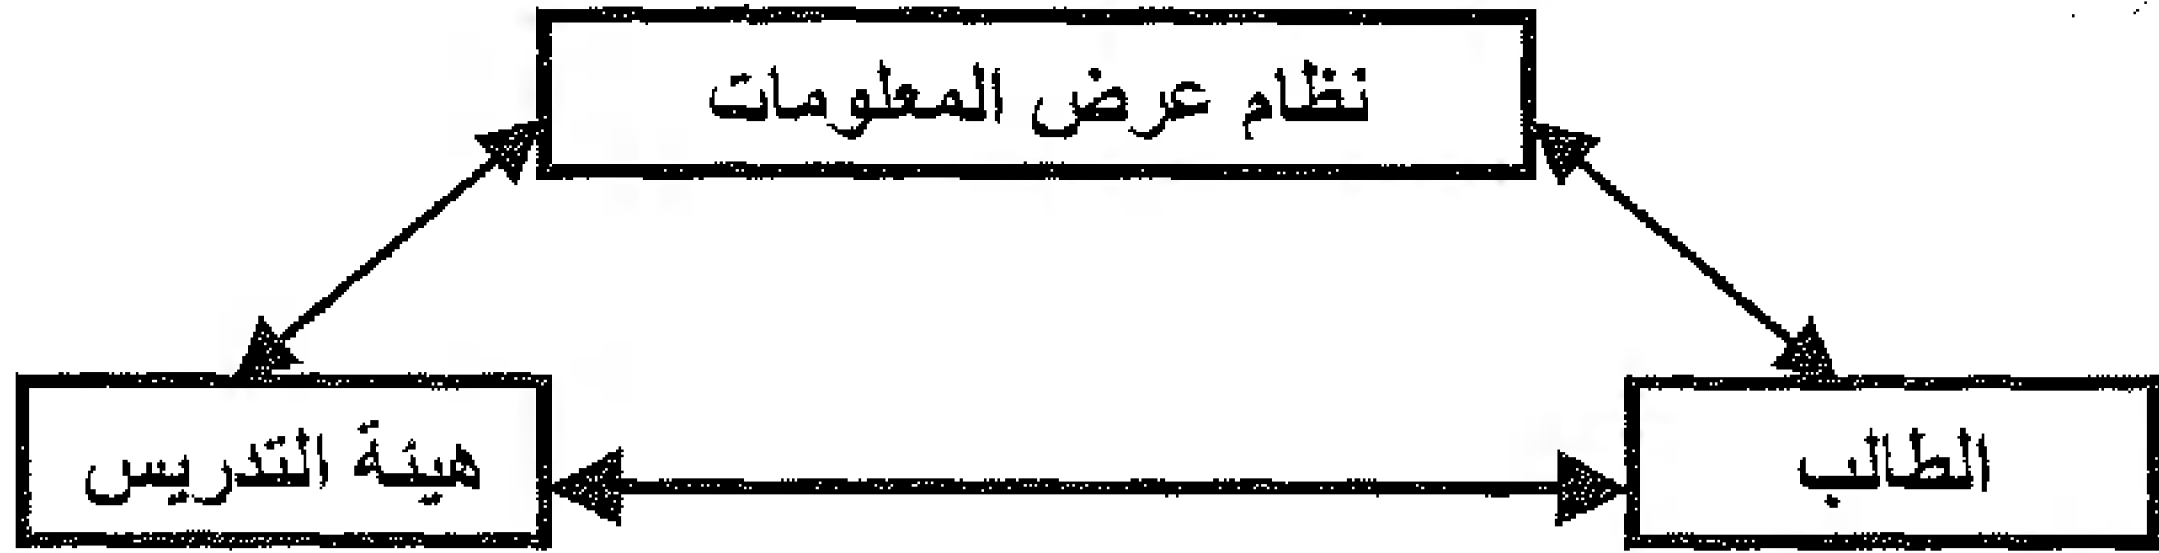 نظام عرض المعلومات
الطالب
هيئة التدريس